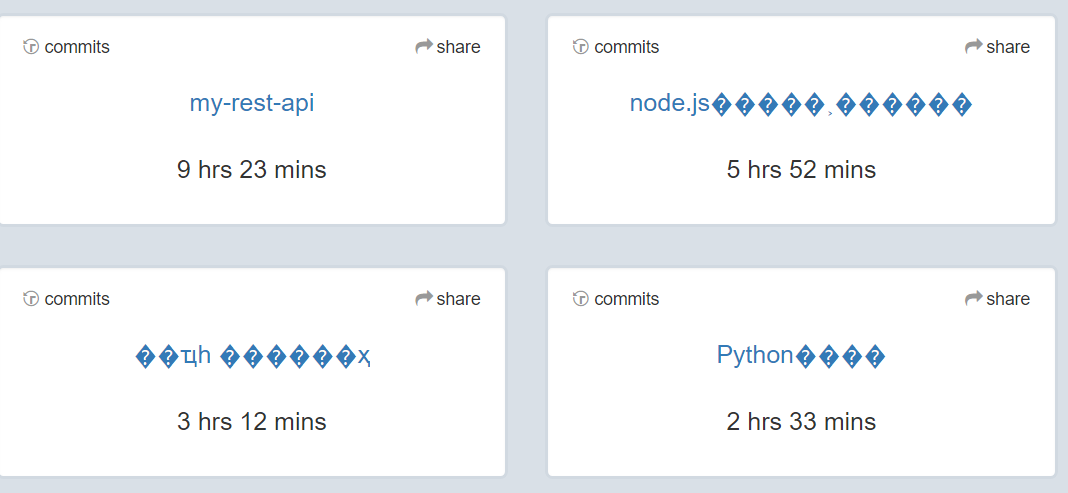 commits share
my-rest-api
9 hrs 23 mins
commits share
node.js�����˲������
5 hrs 52 mins
commits share
��ҵһ ������ҳ
3 hrs 12 mins
commits share
Python����
2 hrs 33 mins